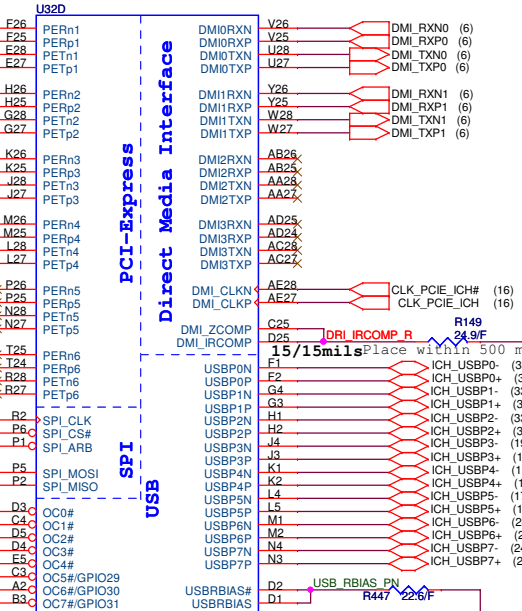 U32D
F26 PERn1 DMI0RXN V26 DMI_RXN0 (6)
F25 PERp1 DMI0RXP V25 DMI_RXP0 (6)
E28 PETn1 DMI0TXN U28 DMI_TXN0 (6)
E27 PETp1 DMI0TXP U27 DMI_TXP0 (6)
H26 PERn2 DMI1RXN Y26 DMI_RXN1 (6)
H25 PERp2 DMI1RXP Y25 DMI_RXP1 (6)
G28 PETn2 DMI1TXN W28 DMI_TXN1 (6)
G27 PETp2 DMI1TXP W27 DMI_TXP1 (6)
K26 PERn3 DMI2RXN AB26
K25 PERp3 DMI2RXP AB25
J28 PETn3 DMI2TXN AA28
J27 PETp3 DMI2TXP AA27
M26 PERn4 DMI3RXN AD25
M25 PERp4 DMI3RXP AD24
L28 PETn4 DMI3TXN AC28
L27 PETp4 DMI3TXP AC27
PCI-Express
Direct Media Interface
P26 PERn5 DMI_CLKN AE28 CLK_PCIE_ICH# (16)
P25 PERp5 DMI_CLKP AE27 CLK_PCIE_ICH (16)
N28 PETn5
N27 PETp5 DMI_ZCOMP C25
DMI_IRCOMP D25 DRI_IRCOMP_R R149 24.9/F
15/15mils Place within 500 m
T25 PERn6
T24 PERp6
R28 PETn6
R27 PETp6
USBP0N F1 ICH_USBP0-
USBP0P F2 ICH_USBP0+
USBP1N G4 ICH_USBP1-
USBP1P G3 ICH_USBP1+
R2 SPI_CLK USBP2N H1 ICH_USBP2-
P6 SPI_CS# USBP2P H2 ICH_USBP2+
P1 SPI_ARB USBP3N J4 ICH_USBP3-
USBP3P J3 ICH_USBP3+
P5 SPI_MOSI USBP4N K1 ICH_USBP4-
P2 SPI_MISO USBP4P K2 ICH_USBP4+
SPI
USB
USBP5N L4 ICH_USBP5-
D3 OC0# USBP5P L5 ICH_USBP5+
C4 OC1# USBP6N M1 ICH_USBP6-
D5 OC2# USBP6P M2 ICH_USBP6+
D4 OC3# USBP7N N4 ICH_USBP7-
E5 OC4# USBP7P N3 ICH_USBP7+
C3 OC5#/GPIO29
A2 OC6#/GPIO30 USBRBIAS# D2 USB_RBIAS_PN
B3 OC7#/GPIO31 USBRBIAS D1 R447 22.6/F